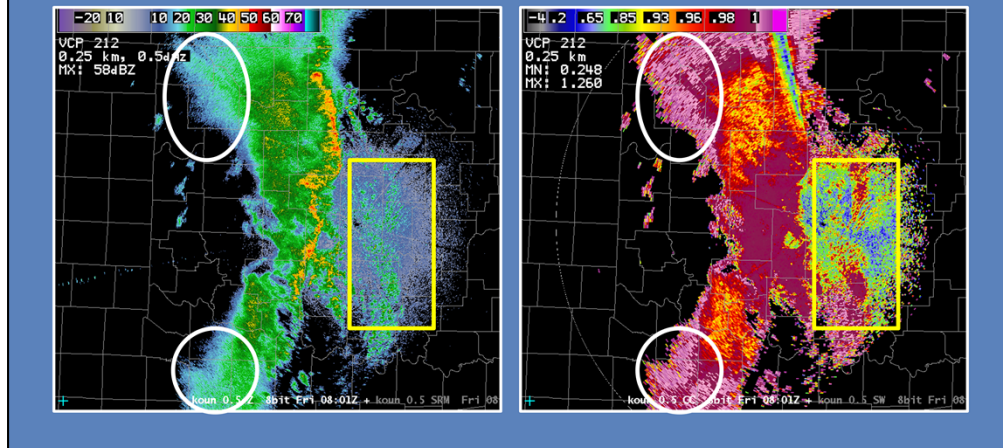 -20 10 10 20 30 40 50 60 70
VCP 212
0.25 km, 0.5dBZ
MX: 58dBZ
koun 0.5 Z 8bit Fri 08:01Z + koun 0.5 SRM Fri 08
-4 .2 .65 .85 .93 .96 .98 1
VCP 212
0.25 km
MN: 0.248
MX: 1.260
koun 0.5 CC 8bit Fri 08:01Z + koun 0.5 SW 8bit Fri 08